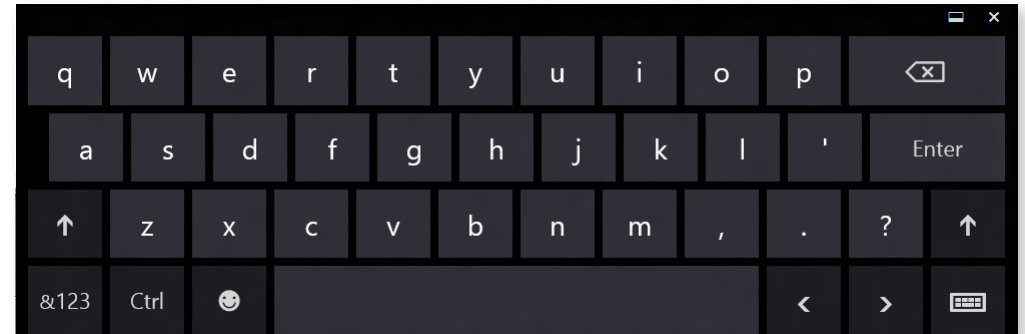 q w e r t y u i o p
a s d f g h j k l ' Enter
z x c v b n m , . ?
&123 Ctrl < >